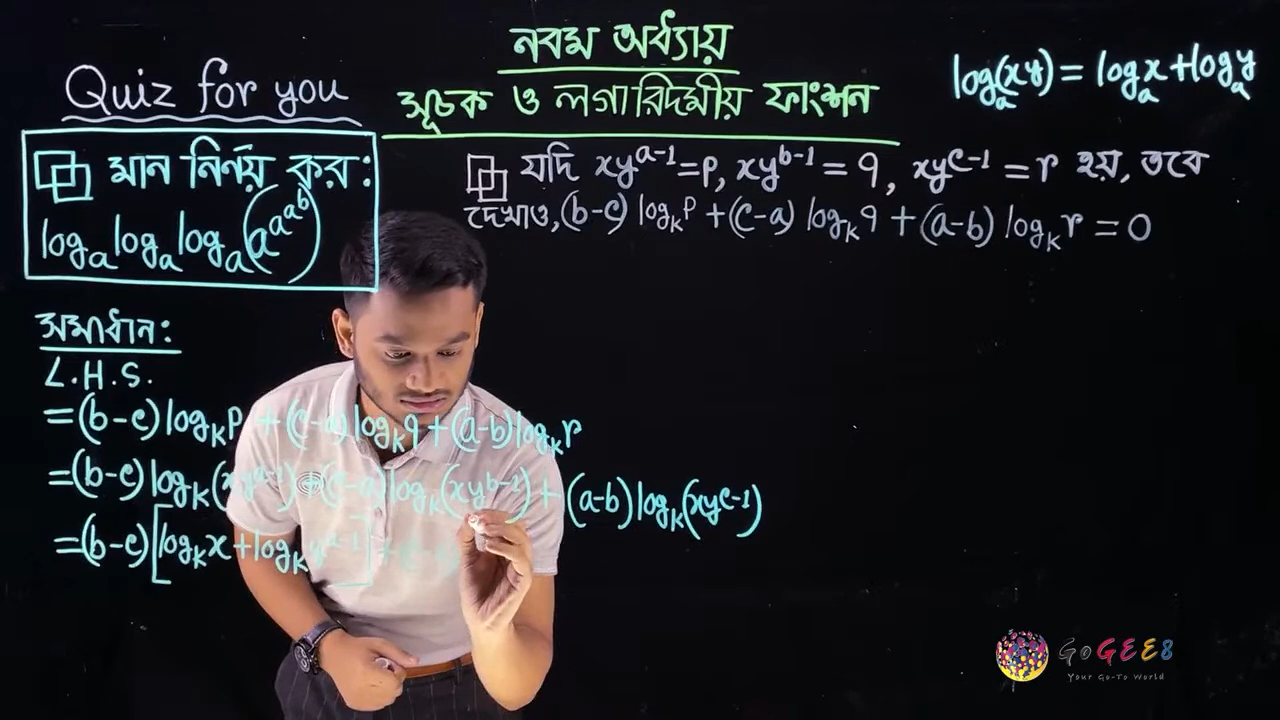 নবম অধ্যায়
সূচক ও লগারিদমীয় ফাংশন
logₐ(xy) = logₐx + logₐy
Quiz for you
মান নির্ণয় কর:
logₐ logₐ logₐ(a^a^a^b)
যদি xy^(a-1) = p, xy^(b-1) = q, xy^(c-1) = r হয়, তবে
দেখাও, (b-c) logₖp + (c-a) logₖq + (a-b) logₖr = 0
সমাধান:
L.H.S.
= (b-c) logₖp + (c-a) logₖq + (a-b) logₖr
= (b-c) logₖ(xy^(a-1)) + (c-a) logₖ(xy^(b-1)) + (a-b) logₖ(xy^(c-1))
= (b-c) [logₖx + logₖy^(a-1)] +
GoGEE8
Your Go-To World